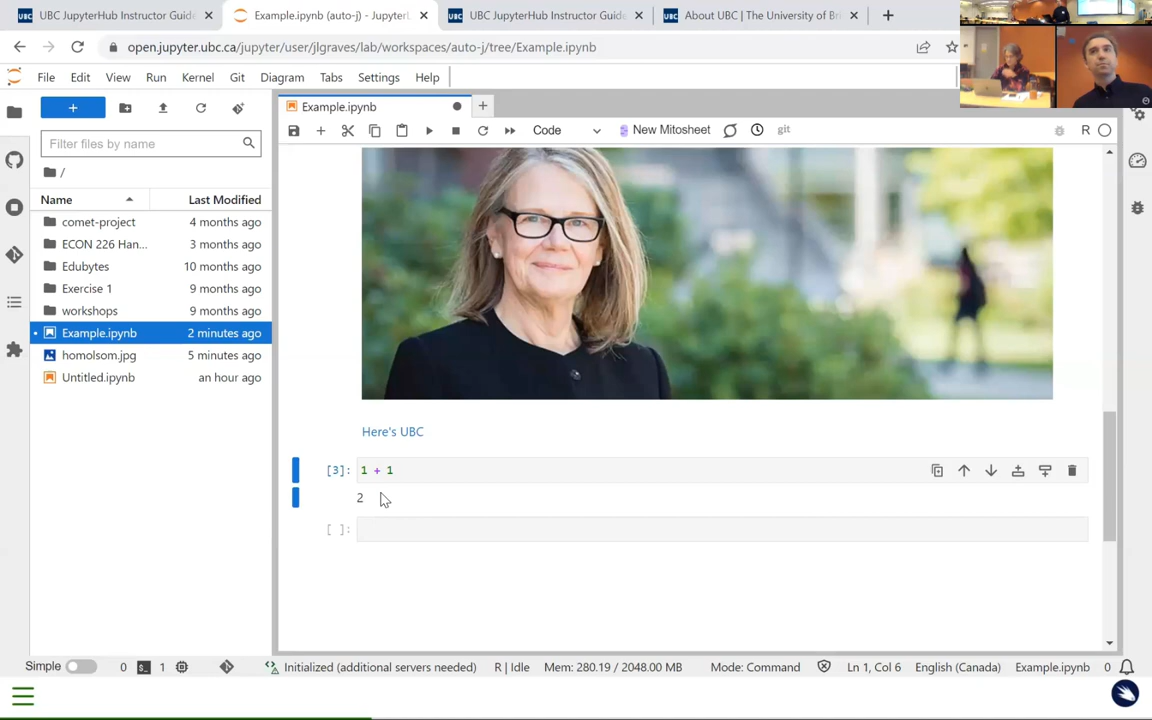 UBC JupyterHub Instructor Guide
Example.ipynb (auto-j) - Jupyter
UBC JupyterHub Instructor Guide
About UBC | The University of Bri
open.jupyter.ubc.ca/jupyter/user/jlgraves/lab/workspaces/auto-j/tree/Example.ipynb
File Edit View Run Kernel Git Diagram Tabs Settings Help
Example.ipynb
Code
New Mitosheet
git
R
Filter files by name
/
Name Last Modified
comet-project 4 months ago
ECON 226 Han... 3 months ago
Edubytes 10 months ago
Exercise 1 9 months ago
workshops 9 months ago
Example.ipynb 2 minutes ago
homolsom.jpg 5 minutes ago
Untitled.ipynb an hour ago
Here's UBC
[3]: 1 + 1
2
[ ]:
Simple 0 1 Initialized (additional servers needed) R | Idle Mem: 280.19 / 2048.00 MB Mode: Command Ln 1, Col 6 English (Canada) Example.ipynb 0